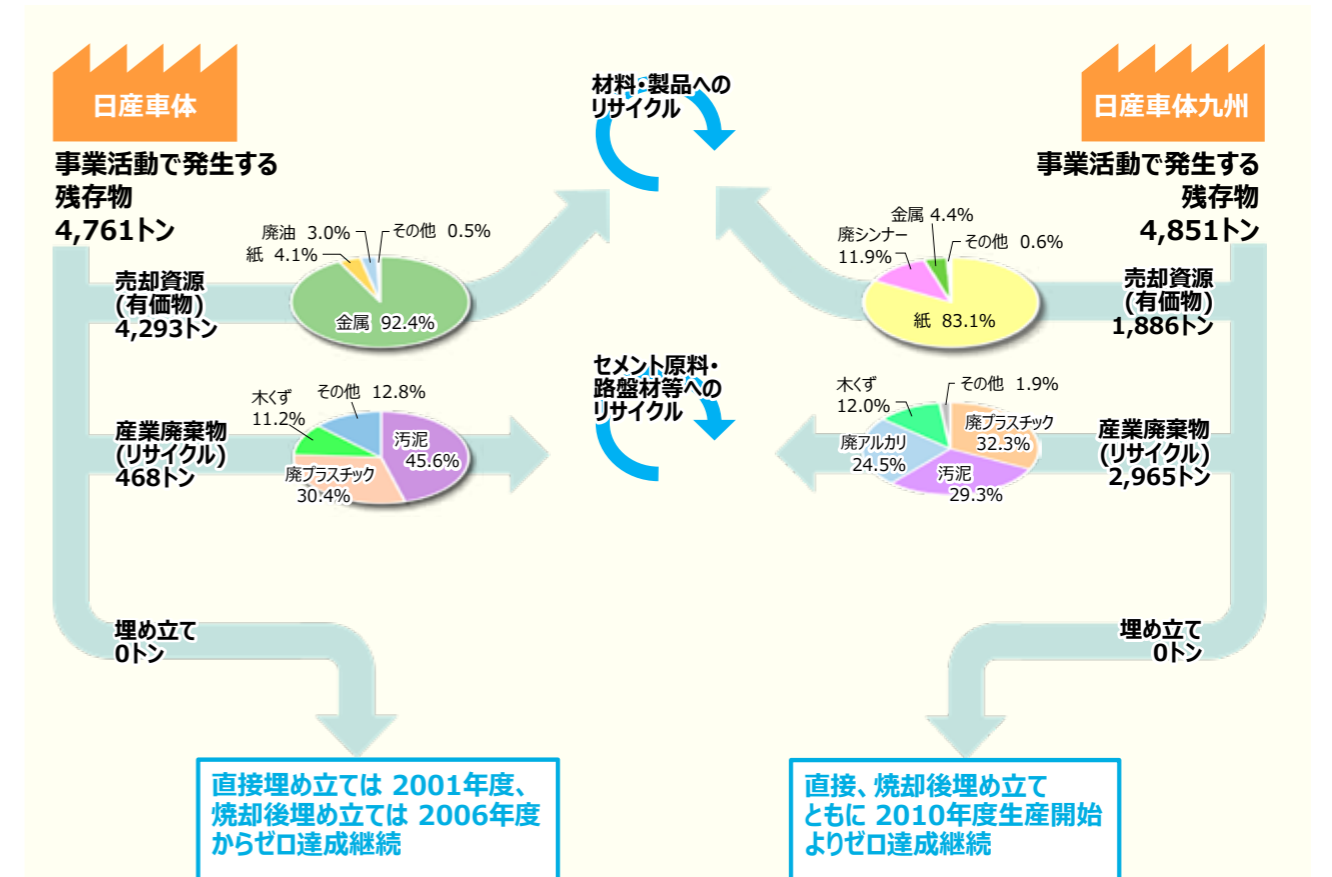 日産車体
事業活動で発生する
残存物
4,761トン
売却資源
(有価物)
4,293トン
廃油 3.0%
その他 0.5%
紙 4.1%
金属 92.4%
産業廃棄物
(リサイクル)
468トン
木くず
11.2%
その他 12.8%
汚泥
45.6%
廃プラスチック
30.4%
埋め立て
0トン
直接埋め立ては 2001年度、
焼却後埋め立ては 2006年度
からゼロ達成継続
材料・製品への
リサイクル
セメント原料・
路盤材等への
リサイクル
日産車体九州
事業活動で発生する
残存物
4,851トン
売却資源
(有価物)
1,886トン
金属 4.4%
廃シンナー
11.9%
その他 0.6%
紙 83.1%
産業廃棄物
(リサイクル)
2,965トン
木くず
12.0%
その他 1.9%
廃プラスチック
32.3%
廃アルカリ
24.5%
汚泥
29.3%
埋め立て
0トン
直接、焼却後埋め立て
ともに 2010年度生産開始
よりゼロ達成継続